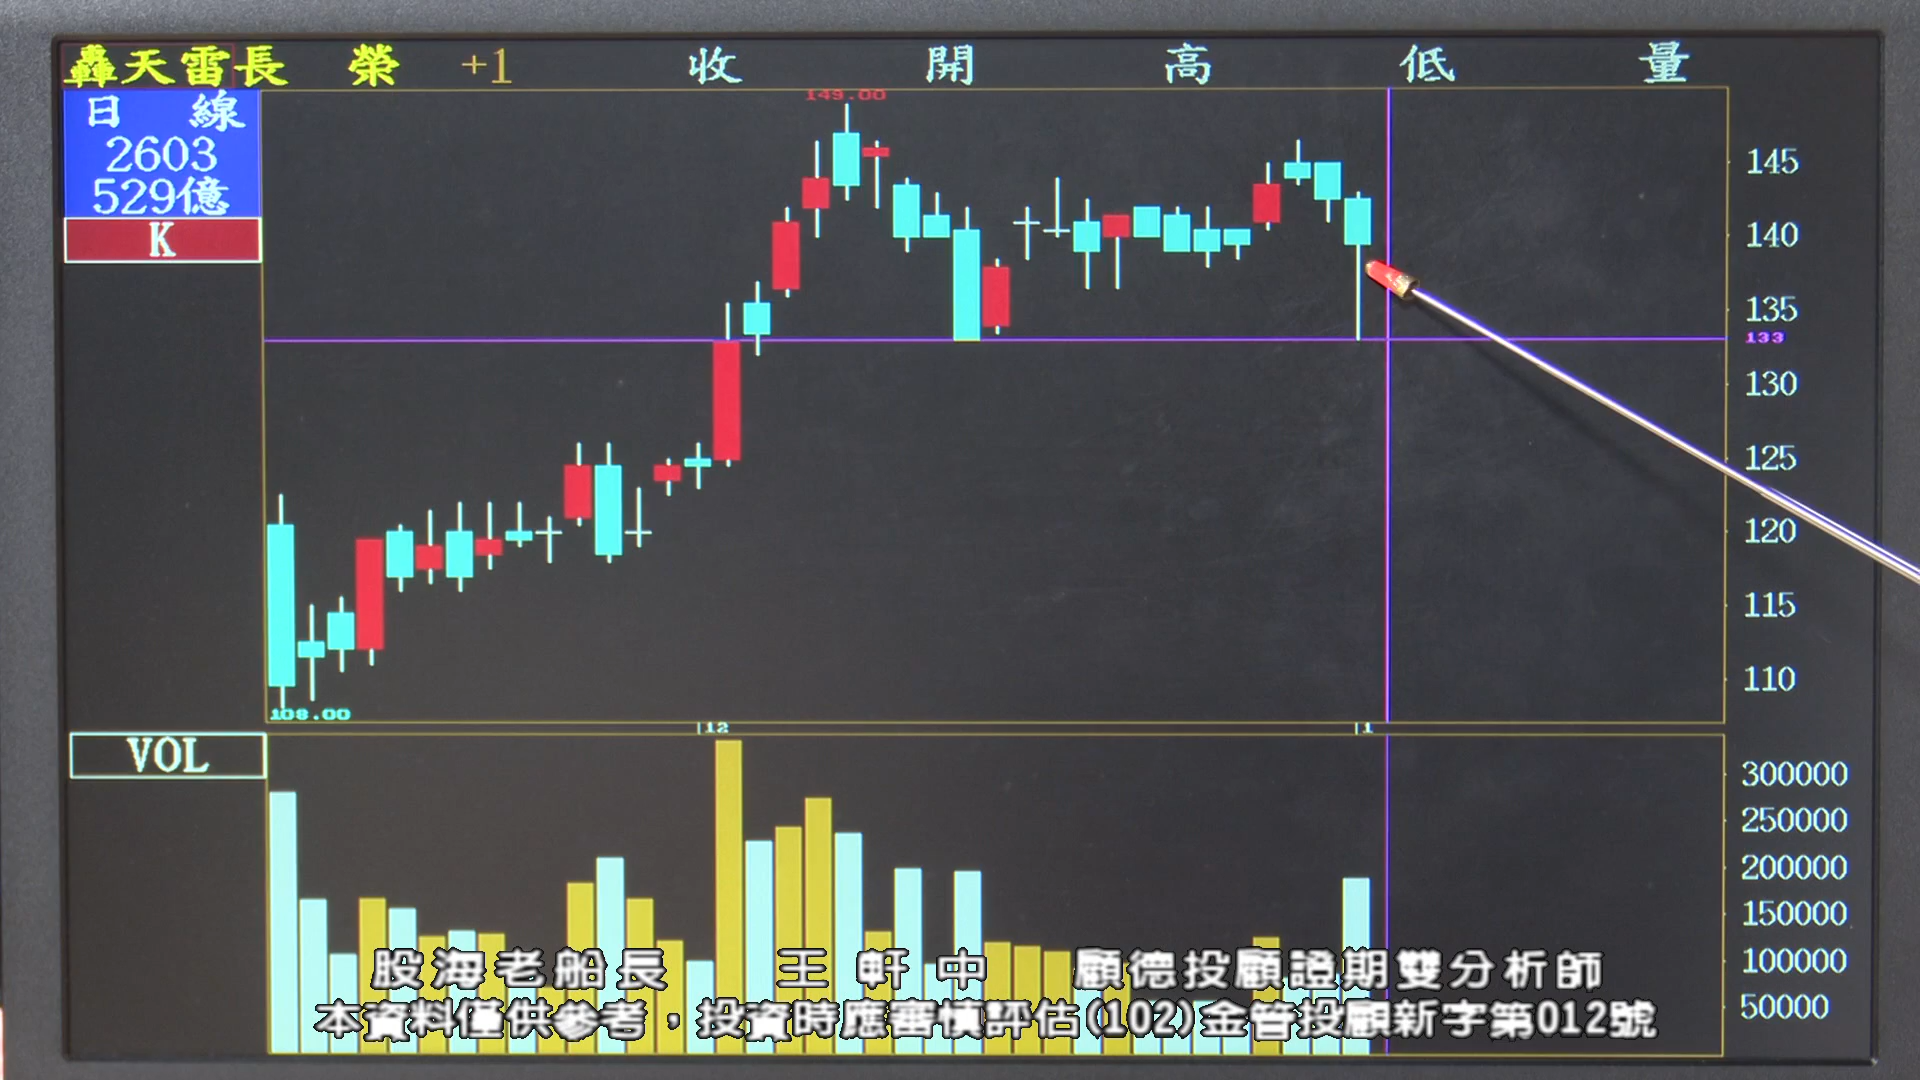 轟天雷長 榮 +1 收 開 高 低 量
日 線
2603
529億
K
149.00
145
140
135
133
130
125
120
115
110
108.00
12
1
VOL
300000
250000
200000
150000
100000
50000
股海老船長 王軒中 顧德投顧證期雙分析師
本資料僅供參考，投資時應審慎評估(102)金管投顧新字第012號